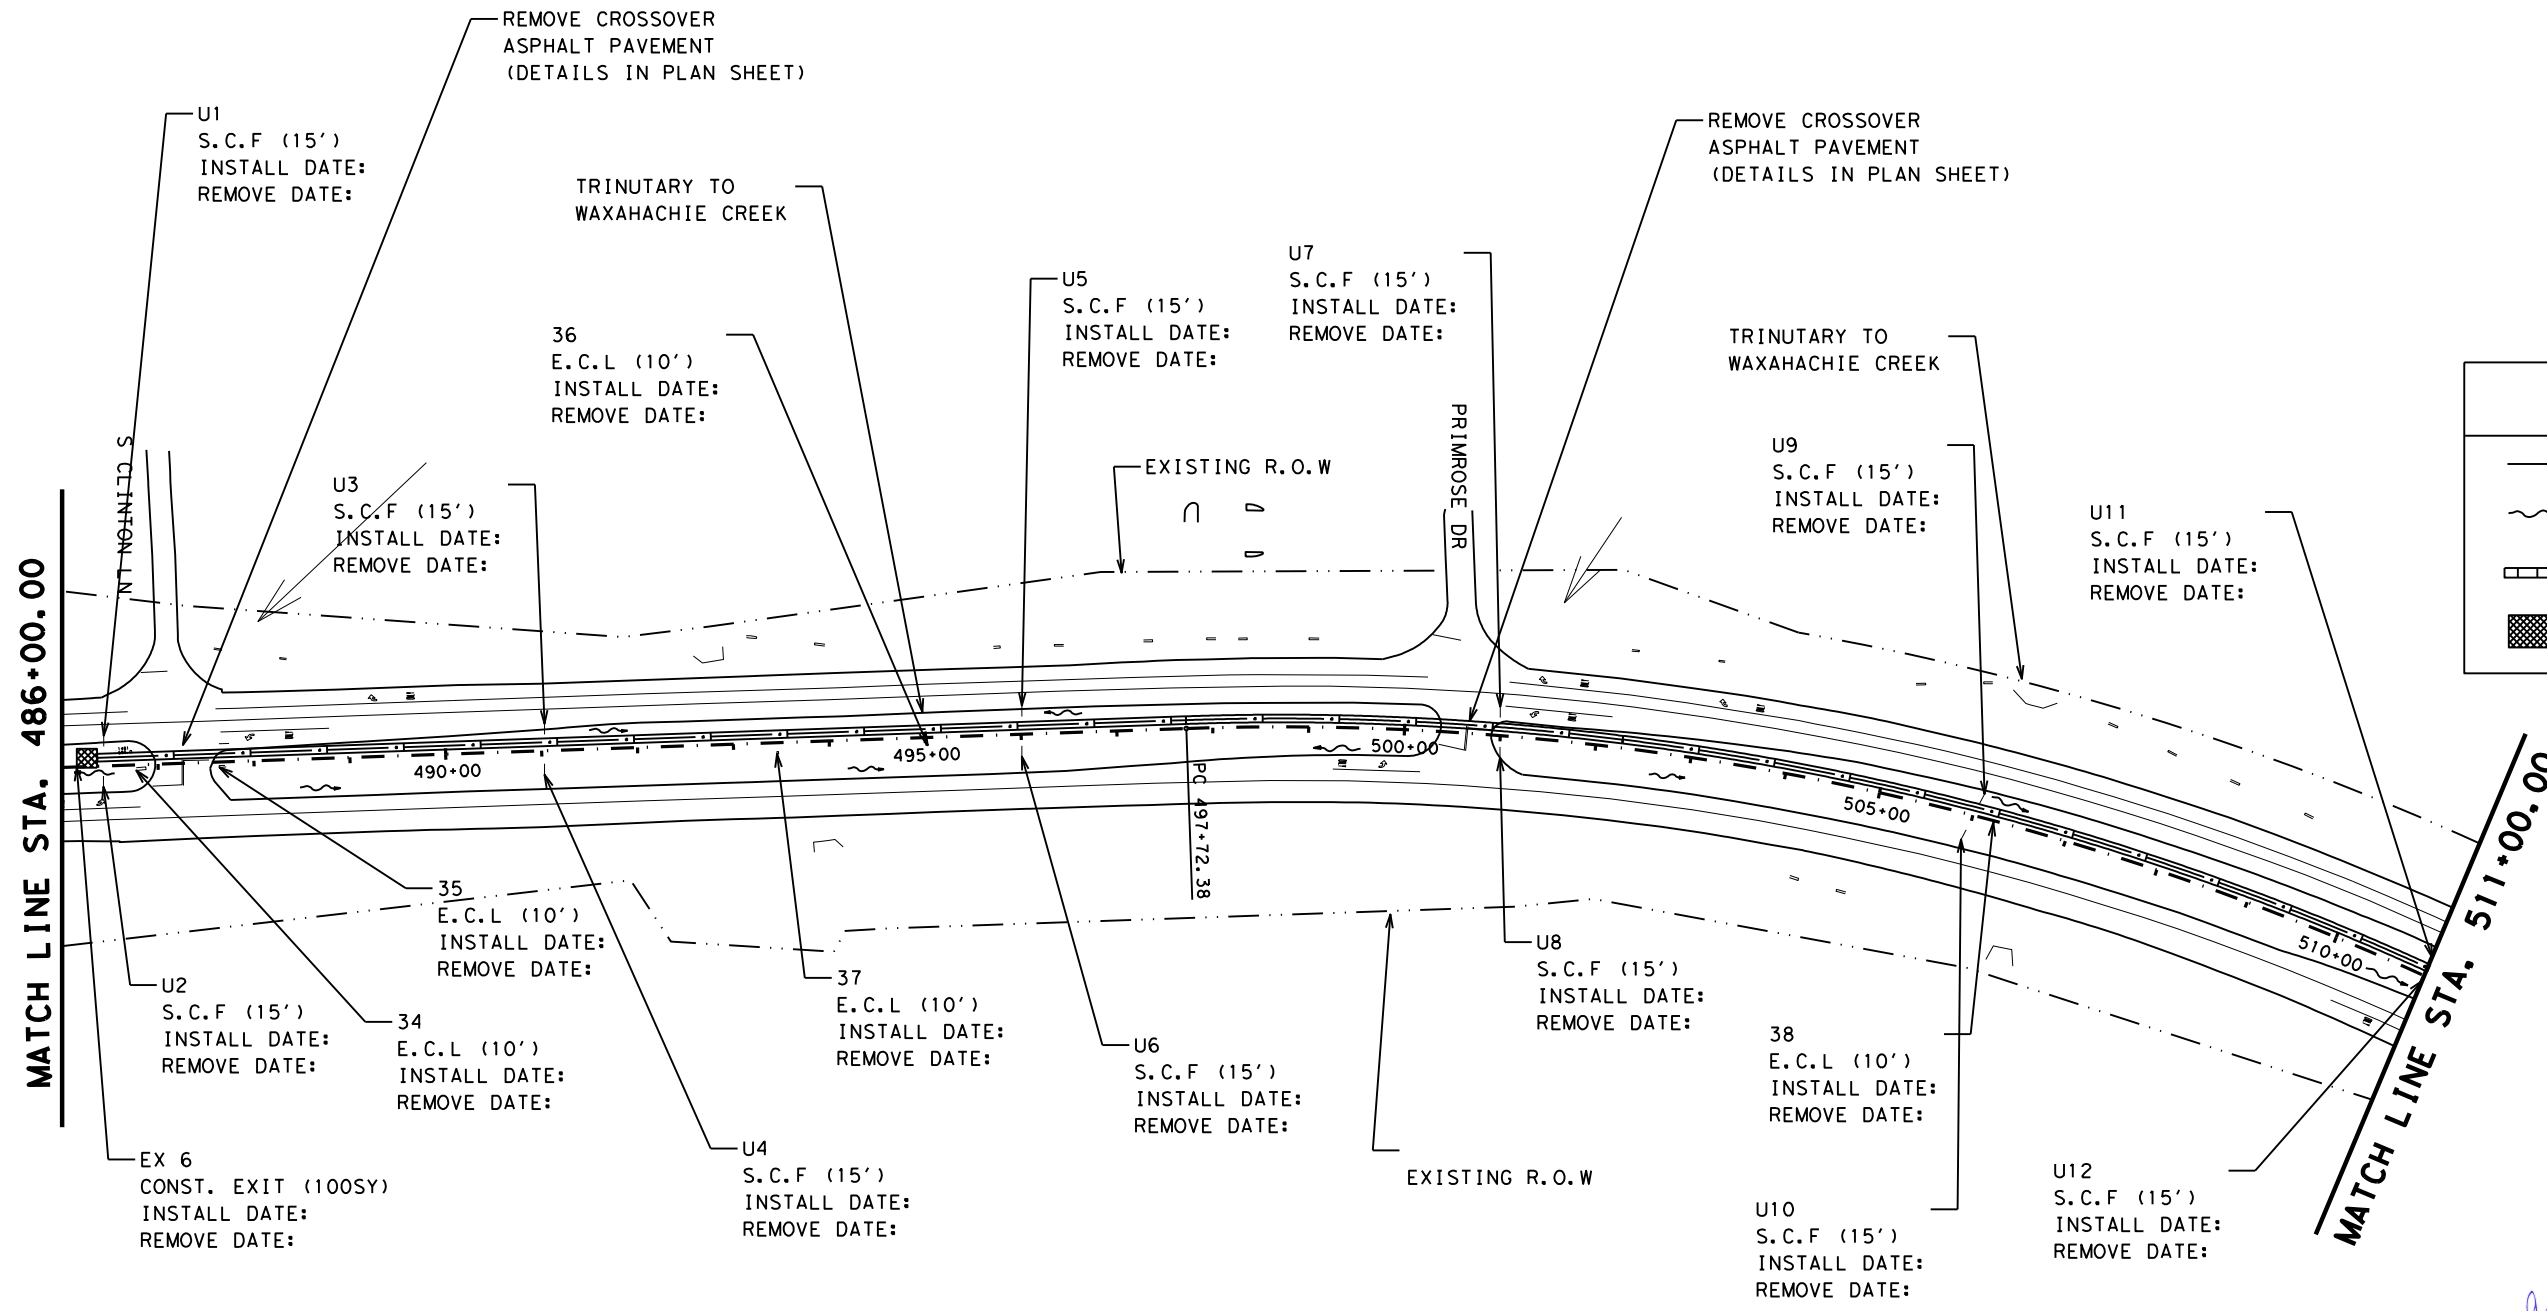 REMOVE CROSSOVER
ASPHALT PAVEMENT
(DETAILS IN PLAN SHEET)
U1
S.C.F (15')
INSTALL DATE:
REMOVE DATE:
REMOVE CROSSOVER
ASPHALT PAVEMENT
(DETAILS IN PLAN SHEET)
TRINUTARY TO
WAXAHACHIE CREEK
U7
S.C.F (15')
INSTALL DATE:
REMOVE DATE:
U5
S.C.F (15')
INSTALL DATE:
REMOVE DATE:
36
E.C.L (10')
INSTALL DATE:
REMOVE DATE:
TRINUTARY TO
WAXAHACHIE CREEK
U9
S.C.F (15')
INSTALL DATE:
REMOVE DATE:
S CLINTON LN
PRIMROSE DR
EXISTING R.O.W
U3
S.C.F (15')
INSTALL DATE:
REMOVE DATE:
U11
S.C.F (15')
INSTALL DATE:
REMOVE DATE:
MATCH LINE STA. 486+00.00
490+00
495+00
500+00
505+00
510+00
PC 497+72.38
MATCH LINE STA. 511+00.00
35
E.C.L (10')
INSTALL DATE:
REMOVE DATE:
U2
S.C.F (15')
INSTALL DATE:
REMOVE DATE:
34
E.C.L (10')
INSTALL DATE:
REMOVE DATE:
37
E.C.L (10')
INSTALL DATE:
REMOVE DATE:
U8
S.C.F (15')
INSTALL DATE:
REMOVE DATE:
U6
S.C.F (15')
INSTALL DATE:
REMOVE DATE:
38
E.C.L (10')
INSTALL DATE:
REMOVE DATE:
EX 6
CONST. EXIT (100SY)
INSTALL DATE:
REMOVE DATE:
U4
S.C.F (15')
INSTALL DATE:
REMOVE DATE:
EXISTING R.O.W
U10
S.C.F (15')
INSTALL DATE:
REMOVE DATE:
U12
S.C.F (15')
INSTALL DATE:
REMOVE DATE: